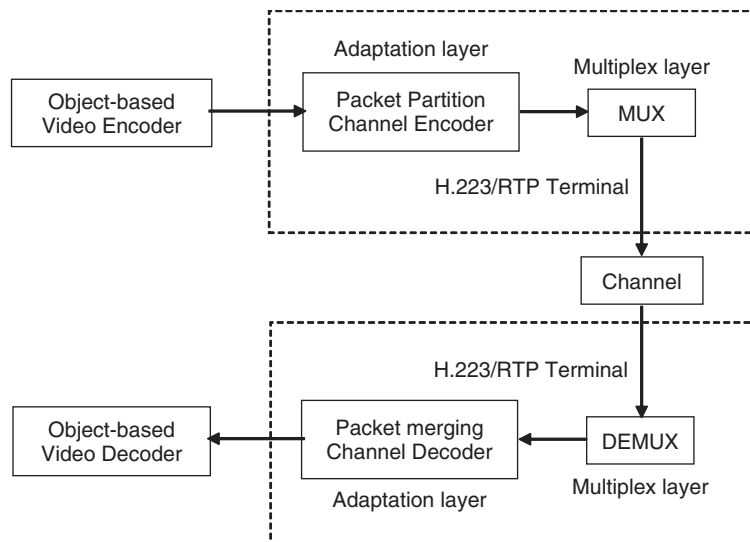 Adaptation layer
Multiplex layer
Object-based
Video Encoder
Packet Partition
Channel Encoder
MUX
H.223/RTP Terminal
Channel
H.223/RTP Terminal
Object-based
Video Decoder
Packet merging
Channel Decoder
DEMUX
Adaptation layer
Multiplex layer